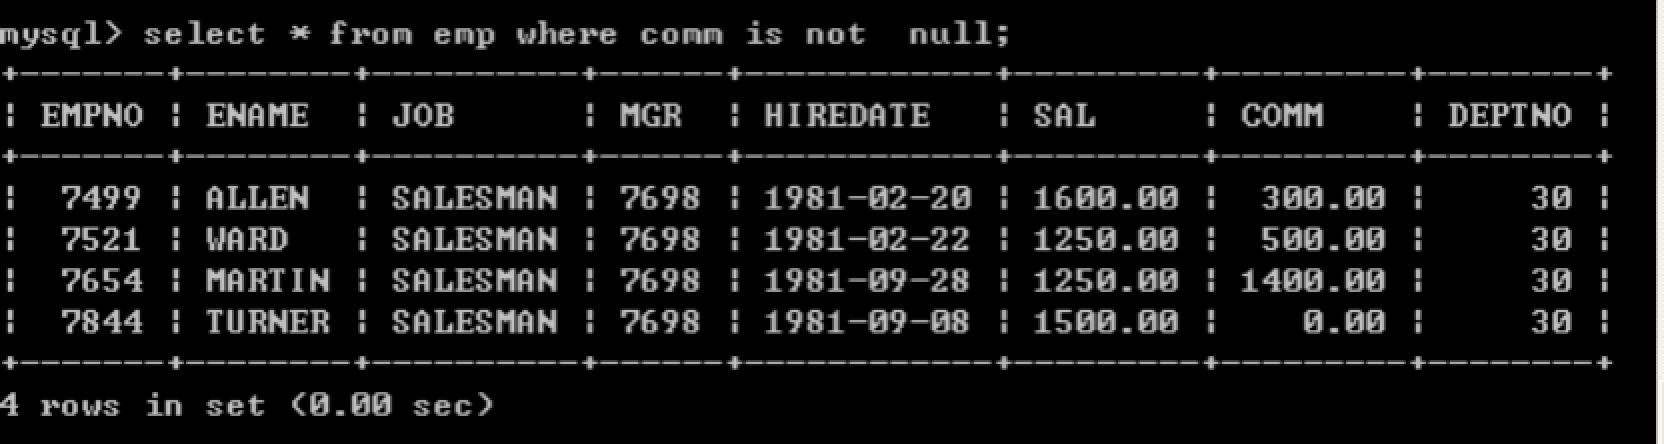 mysql> select * from emp where comm is not  null;
+-------+--------+-----------+------+------------+---------+---------+--------+
| EMPNO | ENAME  | JOB       | MGR  | HIREDATE   | SAL     | COMM    | DEPTNO |
+-------+--------+-----------+------+------------+---------+---------+--------+
|  7499 | ALLEN  | SALESMAN  | 7698 | 1981-02-20 | 1600.00 |  300.00 |     30 |
|  7521 | WARD   | SALESMAN  | 7698 | 1981-02-22 | 1250.00 |  500.00 |     30 |
|  7654 | MARTIN | SALESMAN  | 7698 | 1981-09-28 | 1250.00 | 1400.00 |     30 |
|  7844 | TURNER | SALESMAN  | 7698 | 1981-09-08 | 1500.00 |    0.00 |     30 |
+-------+--------+-----------+------+------------+---------+---------+--------+
4 rows in set (0.00 sec)